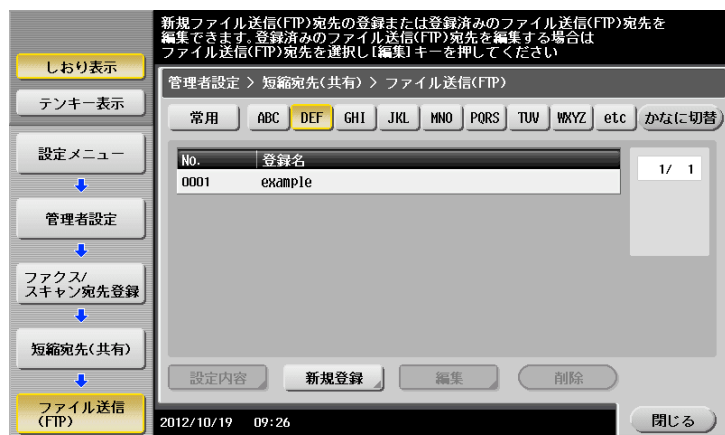 新規ファイル送信(FTP)宛先の登録または登録済みのファイル送信(FTP)宛先を
編集できます。登録済みのファイル送信(FTP)宛先を編集する場合は
ファイル送信(FTP)宛先を選択し[編集]キーを押してください
しおり表示
テンキー表示
設定メニュー
管理者設定
ファクス/
スキャン宛先登録
短縮宛先(共有)
ファイル送信
(FTP)
管理者設定 > 短縮宛先(共有) > ファイル送信(FTP)
常用 ABC DEF GHI JKL MNO PQRS TUV WXYZ etc かなに切替
No. 登録名
0001 example
1/ 1
設定内容 新規登録 編集 削除
2012/10/19 09:26 閉じる